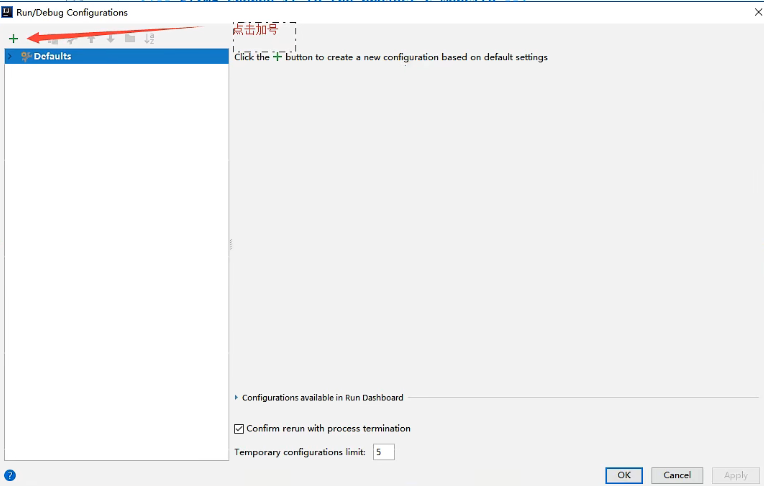 Run/Debug Configurations
点击加号
Defaults
Click the + button to create a new configuration based on default settings
Configurations available in Run Dashboard
Confirm rerun with process termination
Temporary configurations limit: 5
? OK Cancel Apply